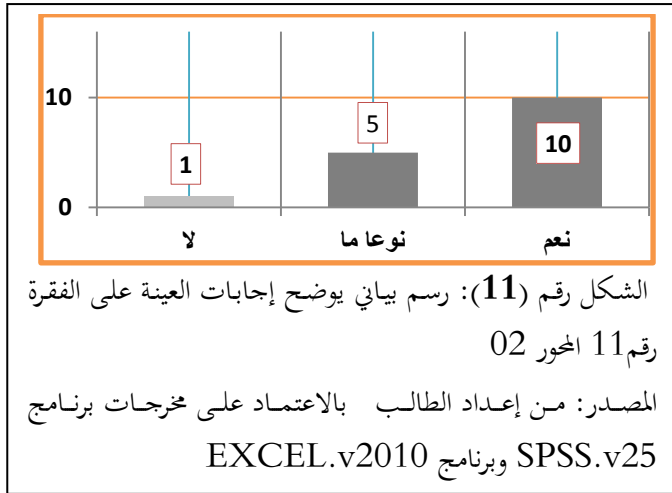 10
5
10
1
0
نعم
نوعا ما
لا
الشكل رقم (11): رسم بياني يوضح إجابات العينة على الفقرة
رقم11 المحور 02
المصدر: من إعداد الطالب بالاعتماد على مخرجات برنامج
SPSS.v25 وبرنامج EXCEL.v2010